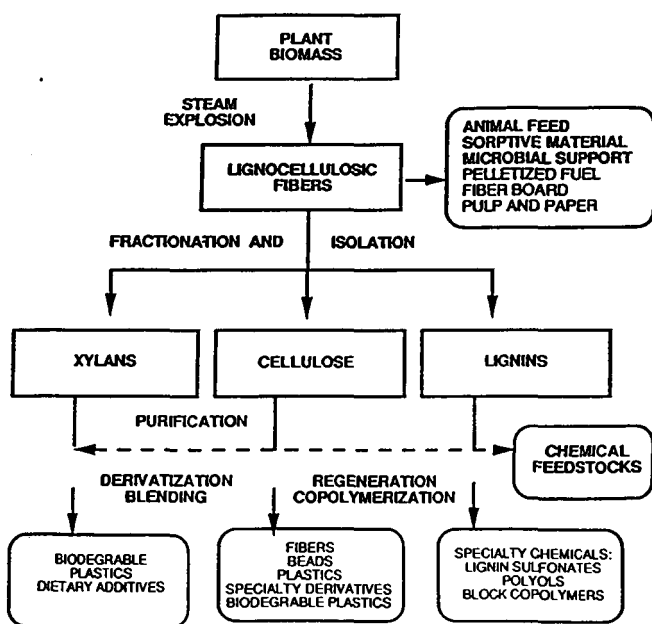 PLANT
BIOMASS
STEAM
EXPLOSION
LIGNOCELLULOSIC
FIBERS
ANIMAL FEED
SORPTIVE MATERIAL
MICROBIAL SUPPORT
PELLETIZED FUEL
FIBER BOARD
PULP AND PAPER
FRACTIONATION AND ISOLATION
XYLANS
CELLULOSE
LIGNINS
PURIFICATION
CHEMICAL
FEEDSTOCKS
DERIVATIZATION
BLENDING
REGENERATION
COPOLYMERIZATION
BIODEGRABLE
PLASTICS
DIETARY ADDITIVES
FIBERS
BEADS
PLASTICS
SPECIALTY DERIVATIVES
BIODEGRABLE PLASTICS
SPECIALTY CHEMICALS:
LIGNIN SULFONATES
POLYOLS
BLOCK COPOLYMERS